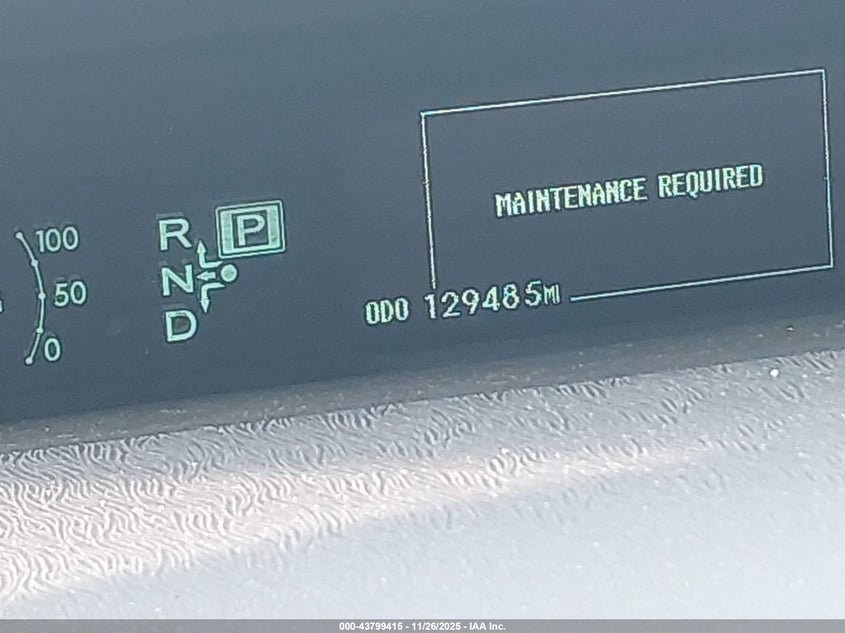 MAINTENANCE REQUIRED
100
50
0
R P
N
D
ODO 129485MI
000-43799415 - 11/26/2025 - IAA Inc.